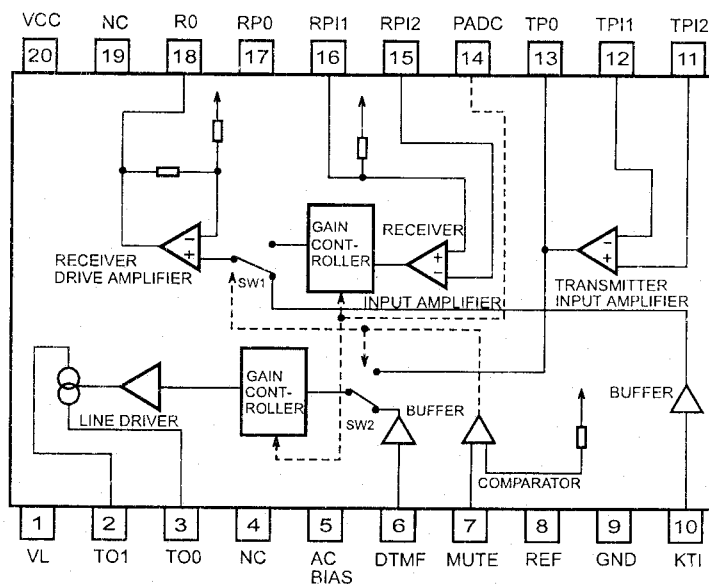 VCC NC R0 RP0 RPI1 RPI2 PADC TP0 TPI1 TPI2
20 19 18 17 16 15 14 13 12 11
RECEIVER
DRIVE AMPLIFIER
− +
SW1
GAIN
CONT-
ROLLER
RECEIVER
+ −
INPUT AMPLIFIER
− +
TRANSMITTER
INPUT AMPLIFIER
LINE DRIVER
GAIN
CONT-
ROLLER
SW2
BUFFER
COMPARATOR
BUFFER
1 2 3 4 5 6 7 8 9 10
VL TO1 TO0 NC AC DTMF MUTE REF GND KTI
BIAS